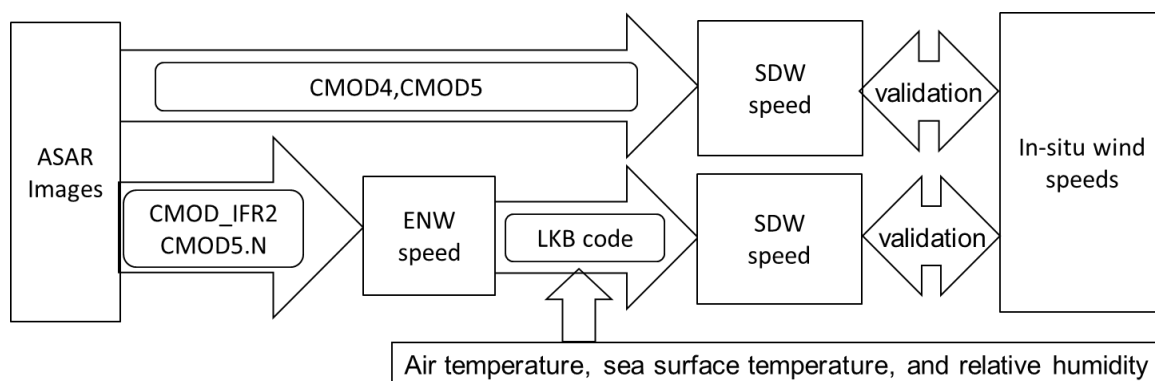 ASAR
Images
CMOD4,CMOD5
SDW
speed
validation
In-situ wind
speeds
CMOD_IFR2
CMOD5.N
ENW
speed
LKB code
SDW
speed
validation
Air temperature, sea surface temperature, and relative humidity